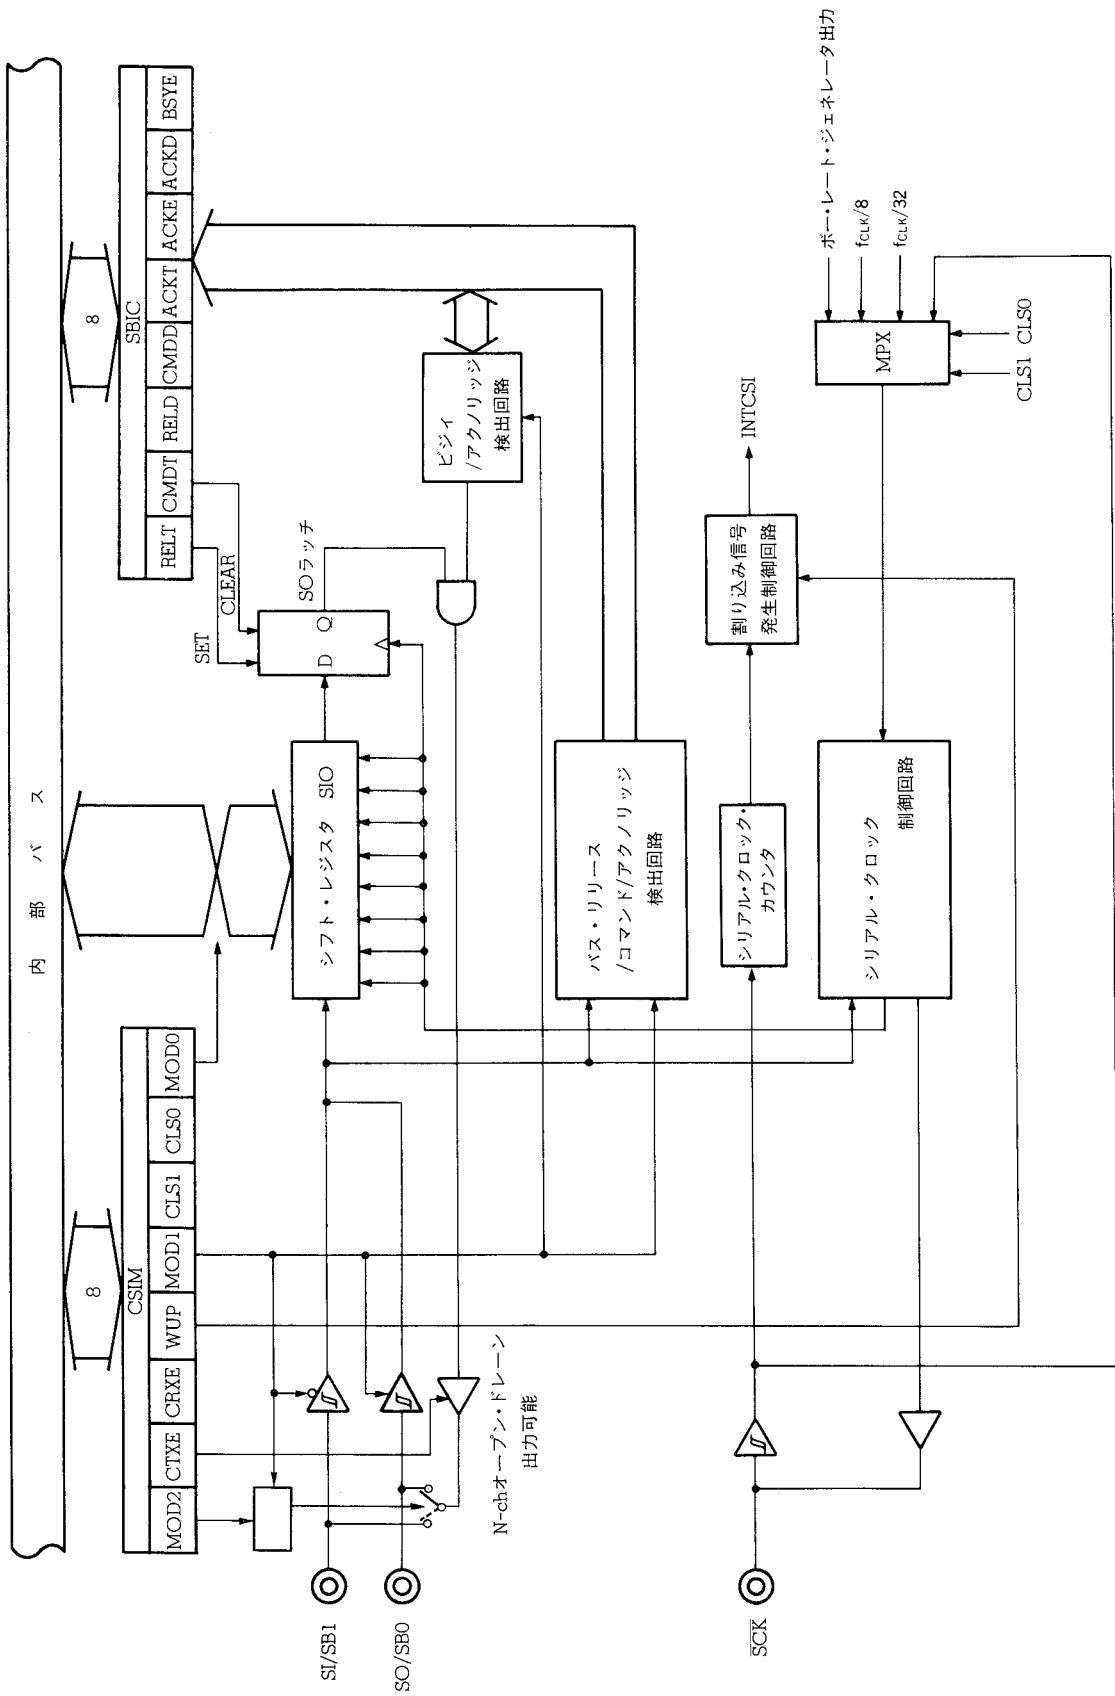 内部バス
8
CSIM
MOD2 CTXE CRXE WUP MOD1 CLS1 CLS0 MOD0
8
SBIC
RELT CMDT RELD CMDD ACKT ACKE ACKD BSYE
SET
CLEAR
SI/SB1
SO/SB0
シフト・レジスタ SIO
D Q
SOラッチ
N-chオープン・ドレーン
出力可能
ビジィ
/アクノリッジ
検出回路
バス・リリース
/コマンド/アクノリッジ
検出回路
SCK
シリアル・クロック・
カウンタ
割り込み信号
発生制御回路
INTCSI
シリアル・クロック
制御回路
MPX
ボー・レート・ジェネレータ出力
fCLK/8
fCLK/32
CLS1 CLS0